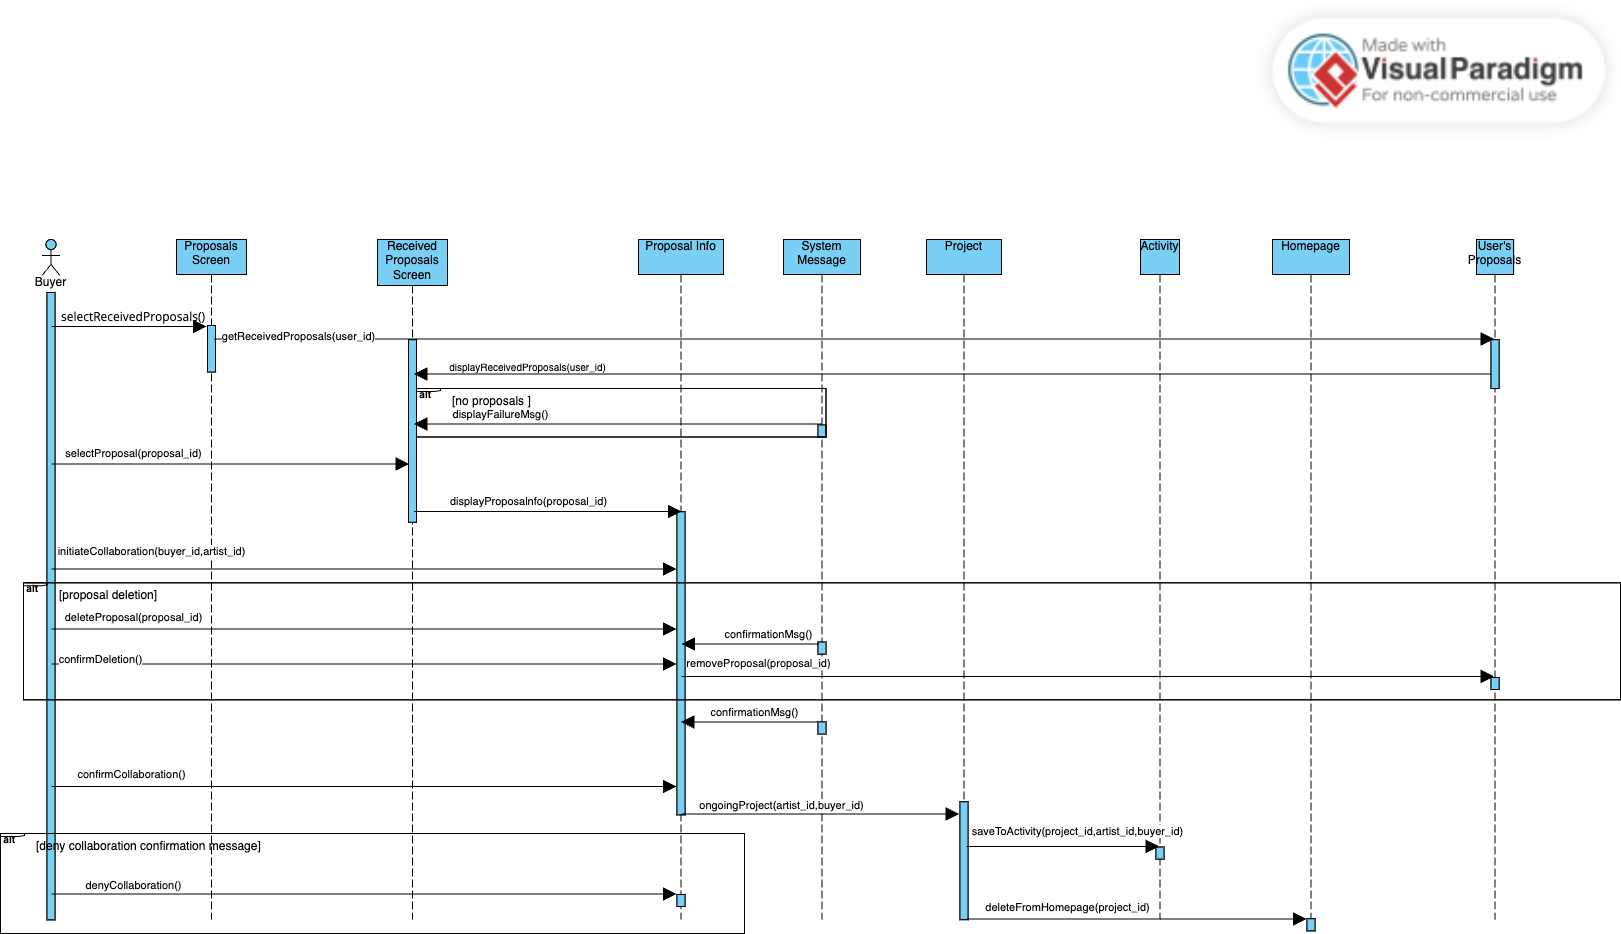 Made with
Visual Paradigm
For non-commercial use
Buyer
Proposals
Screen
Received
Proposals
Screen
Proposal Info
System
Message
Project
Activity
Homepage
User's
Proposals
selectReceivedProposals()
getReceivedProposals(user_id)
displayReceivedProposals(user_id)
alt
[no proposals ]
displayFailureMsg()
selectProposal(proposal_id)
displayProposaInfo(proposal_id)
initiateCollaboration(buyer_id,artist_id)
alt
[proposal deletion]
deleteProposal(proposal_id)
confirmationMsg()
confirmDeletion()
removeProposal(proposal_id)
confirmationMsg()
confirmCollaboration()
ongoingProject(artist_id,buyer_id)
saveToActivity(project_id,artist_id,buyer_id)
alt
[deny collaboration confirmation message]
denyCollaboration()
deleteFromHomepage(project_id)